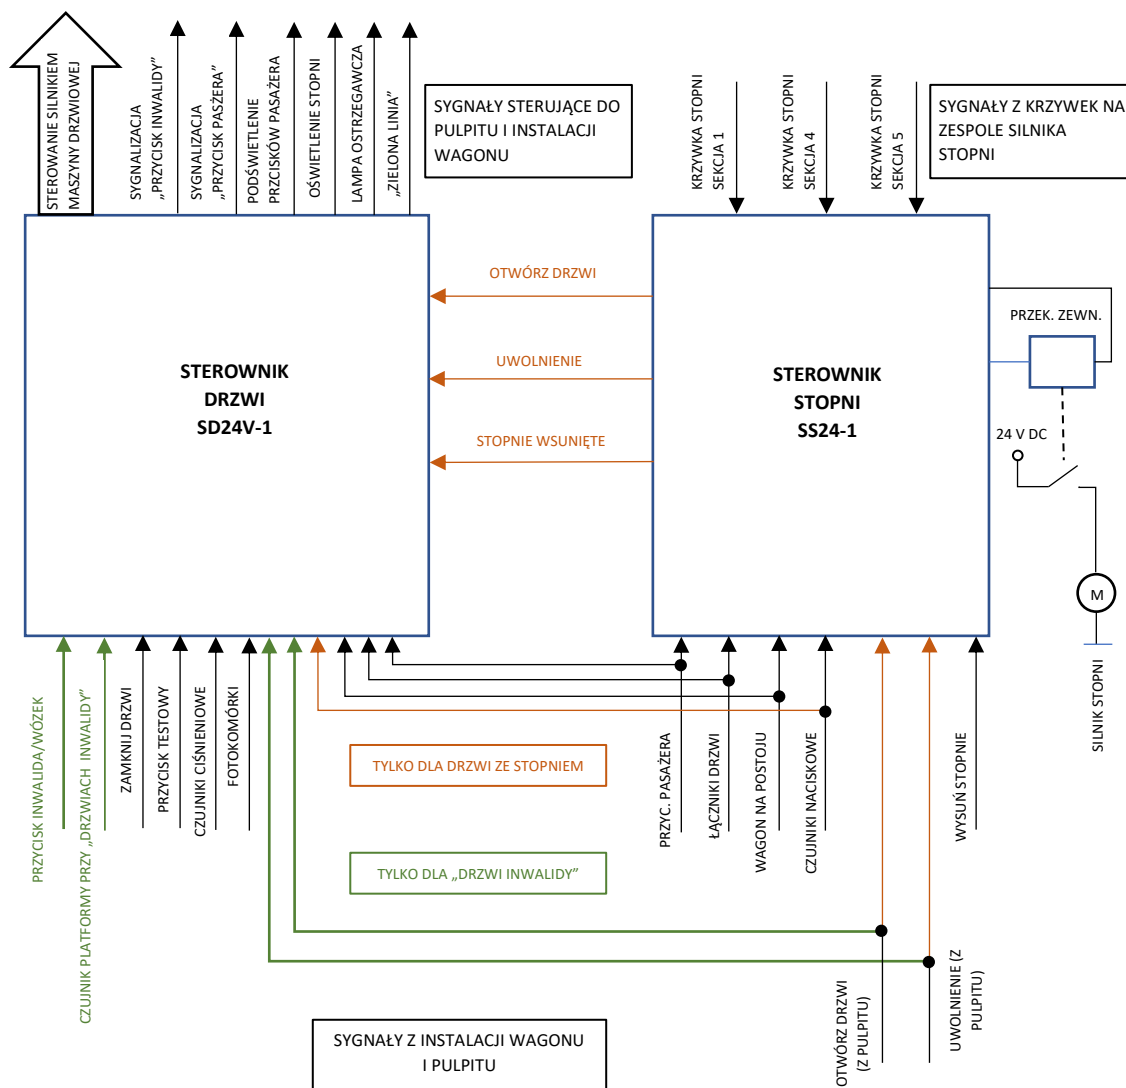 STEROWANIE SILNIKIEM
MASZYNY DRZWIOWEJ
SYGNALIZACJA
„PRZYCISK INWALIDY”
SYGNALIZACJA
„PRZYCISK PASŻERA”
PODŚWIETLENIE
PRZCISKÓW PASAŻERA
OŚWIETLENIE STOPNI
LAMPA OSTRZEGAWCZA
„ZIELONA LINIA”
SYGNAŁY STERUJĄCE DO
PULPITU I INSTALACJI
WAGONU
KRZYWKA STOPNI
SEKCJA 1
KRZYWKA STOPNI
SEKCJA 4
KRZYWKA STOPNI
SEKCJA 5
SYGNAŁY Z KRZYWEK NA
ZESPOLE SILNIKA
STOPNI
OTWÓRZ DRZWI
UWOLNIENIE
STOPNIE WSUNIĘTE
STEROWNIK
DRZWI
SD24V-1
STEROWNIK
STOPNI
SS24-1
PRZEK. ZEWN.
24 V DC
M
SILNIK STOPNI
PRZYCISK INWALIDA/WÓZEK
CZUJNIK PLATFORMY PRZY „DRZWIACH INWALIDY”
ZAMKNIJ DRZWI
PRZYCISK TESTOWY
CZUJNIKI CIŚNIENIOWE
FOTOKOMÓRKI
TYLKO DLA DRZWI ZE STOPNIEM
TYLKO DLA „DRZWI INWALIDY”
PRZYC. PASAŻERA
ŁĄCZNIKI DRZWI
WAGON NA POSTOJU
CZUJNIKI NACISKOWE
WYSUŃ STOPNIE
OTWÓRZ DRZWI
(Z PULPITU)
UWOLNIENIE (Z
PULPITU)
SYGNAŁY Z INSTALACJI WAGONU
I PULPITU